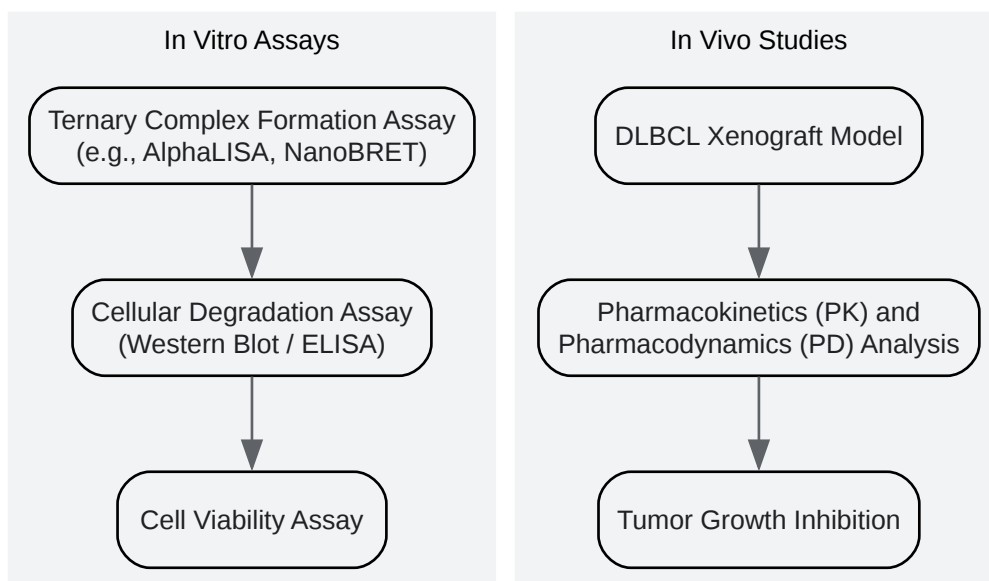 In Vitro Assays
Ternary Complex Formation Assay
(e.g., AlphaLISA, NanoBRET)
Cellular Degradation Assay
(Western Blot / ELISA)
Cell Viability Assay
In Vivo Studies
DLBCL Xenograft Model
Pharmacokinetics (PK) and
Pharmacodynamics (PD) Analysis
Tumor Growth Inhibition